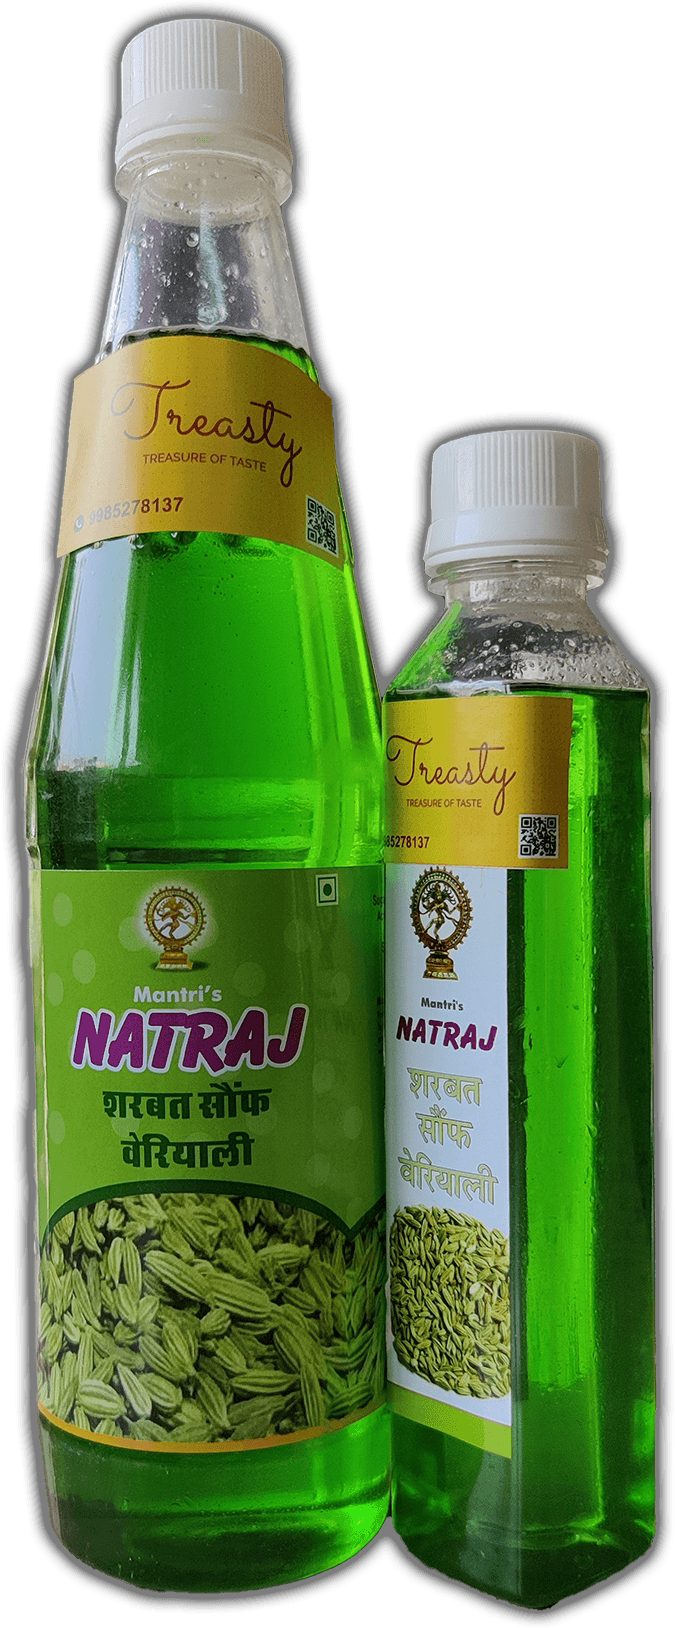 Treasty
TREASURE OF TASTE
9985278137
Mantri's
NATRAJ
शरबत सौंफ
वेरियाली
Treasty
TREASURE OF TASTE
985278137
Mantri's
NATRAJ
शरबत
सौंफ
वेरियाली